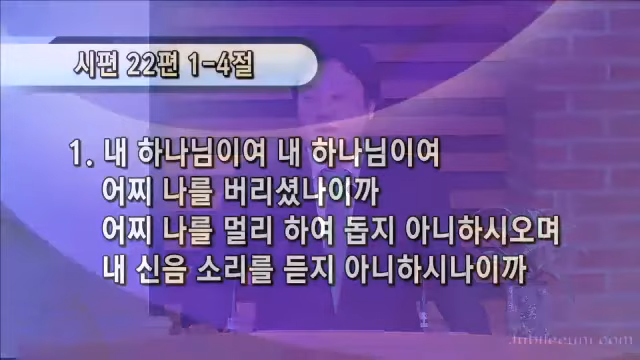 시편 22편 1-4절
1. 내 하나님이여 내 하나님이여
어찌 나를 버리셨나이까
어찌 나를 멀리 하여 돕지 아니하시오며
내 신음 소리를 듣지 아니하시나이까
Jubileeum.com